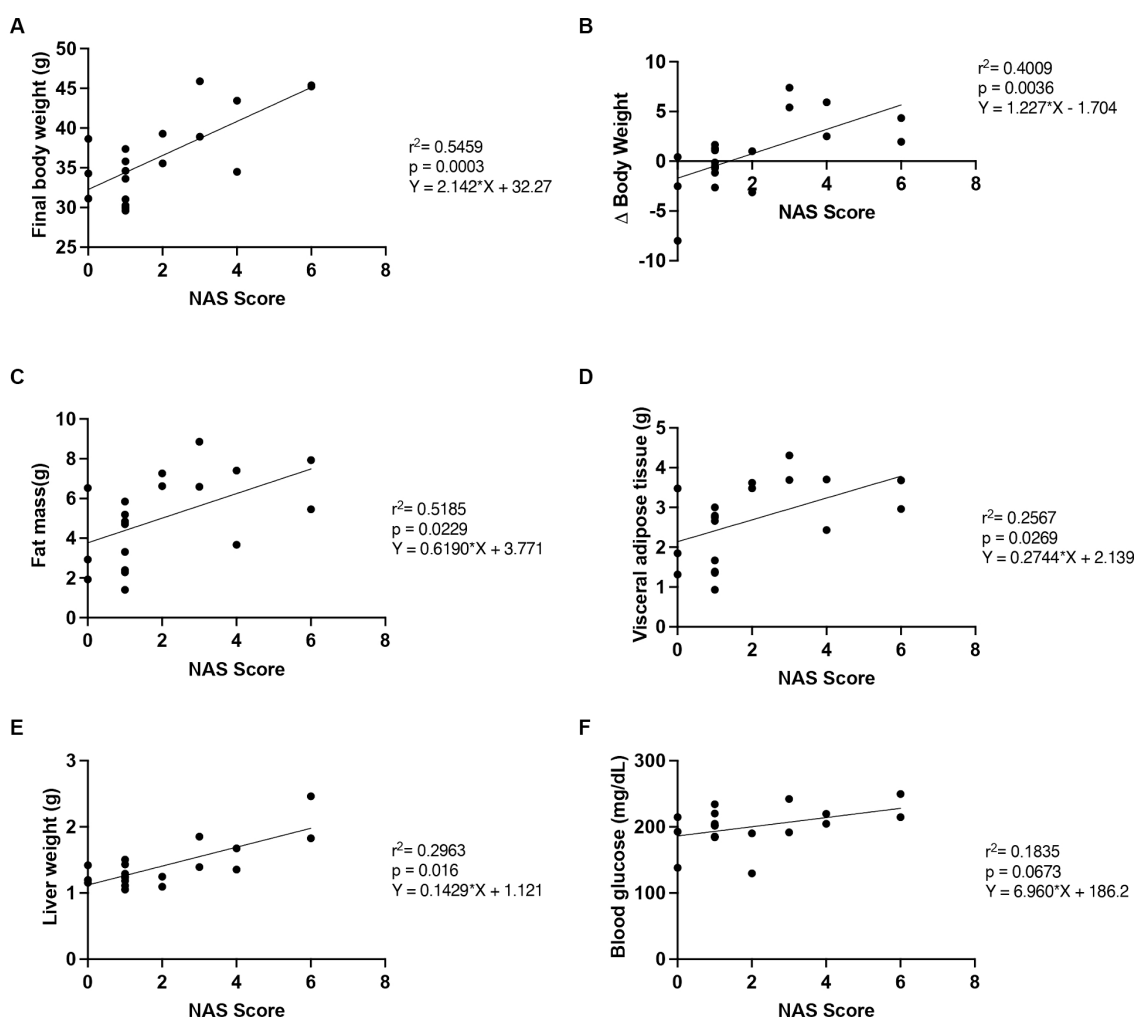 A
Final body weight (g)
50
45
40
35
30
25
0 2 4 6 8
NAS Score
r²= 0.5459
p = 0.0003
Y = 2.142*X + 32.27
B
Δ Body Weight
10
5
0
-5
-10
2 4 6 8
NAS Score
r²= 0.4009
p = 0.0036
Y = 1.227*X - 1.704
C
Fat mass(g)
10
8
6
4
2
0
0 2 4 6 8
NAS Score
r²= 0.5185
p = 0.0229
Y = 0.6190*X + 3.771
D
Visceral adipose tissue (g)
5
4
3
2
1
0
0 2 4 6 8
NAS Score
r²= 0.2567
p = 0.0269
Y = 0.2744*X + 2.139
E
Liver weight (g)
3
2
1
0
0 2 4 6 8
NAS Score
r²= 0.2963
p = 0.016
Y = 0.1429*X + 1.121
F
Blood glucose (mg/dL)
300
200
100
0
0 2 4 6 8
NAS Score
r²= 0.1835
p = 0.0673
Y = 6.960*X + 186.2